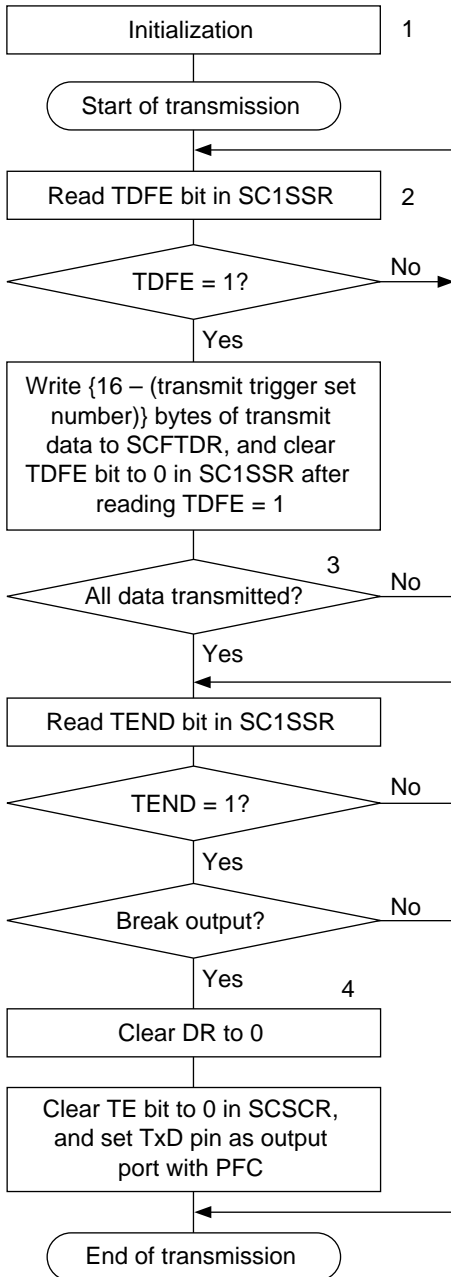 Initialization
1
Start of transmission
Read TDFE bit in SC1SSR
2
TDFE = 1?
No
Yes
Write {16 – (transmit trigger set
number)} bytes of transmit
data to SCFTDR, and clear
TDFE bit to 0 in SC1SSR after
reading TDFE = 1
3
All data transmitted?
No
Yes
Read TEND bit in SC1SSR
TEND = 1?
No
Yes
Break output?
No
Yes
4
Clear DR to 0
Clear TE bit to 0 in SCSCR,
and set TxD pin as output
port with PFC
End of transmission